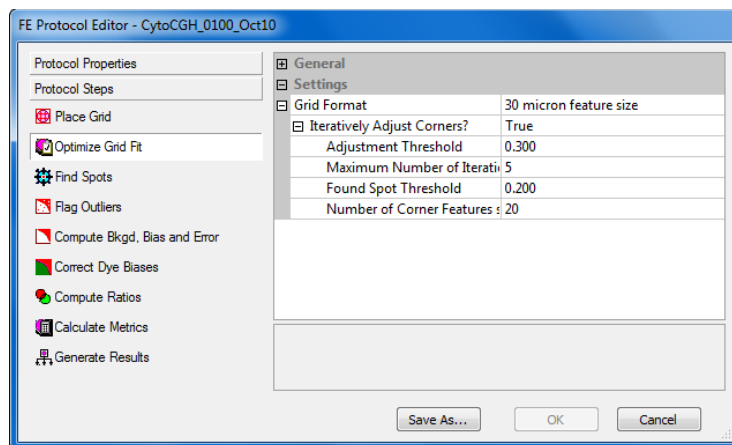 FE Protocol Editor - CytoCGH_0100_Oct10
Protocol Properties
Protocol Steps
Place Grid
Optimize Grid Fit
Find Spots
Flag Outliers
Compute Bkgd, Bias and Error
Correct Dye Biases
Compute Ratios
Calculate Metrics
Generate Results
General
Settings
Grid Format 30 micron feature size
Iteratively Adjust Corners? True
Adjustment Threshold 0.300
Maximum Number of Iterati 5
Found Spot Threshold 0.200
Number of Corner Features s 20
Save As...
OK
Cancel